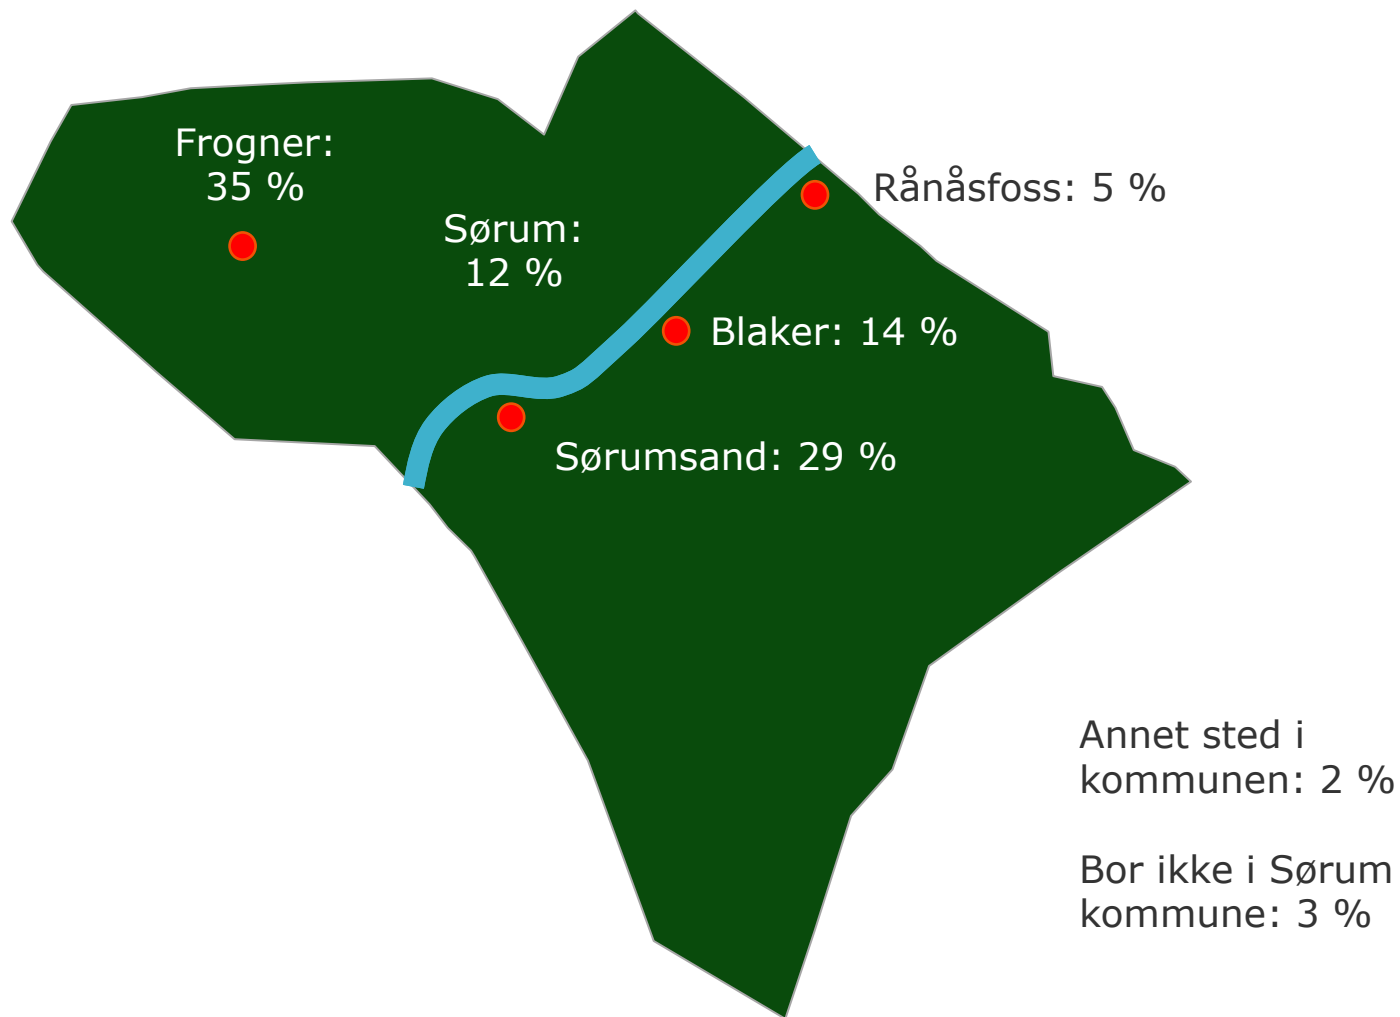 Frogner:
35 %
Sørum:
12 %
Rånåsfoss: 5 %
Blaker: 14 %
Sørumsand: 29 %
Annet sted i
kommunen: 2 %
Bor ikke i Sørum
kommune: 3 %